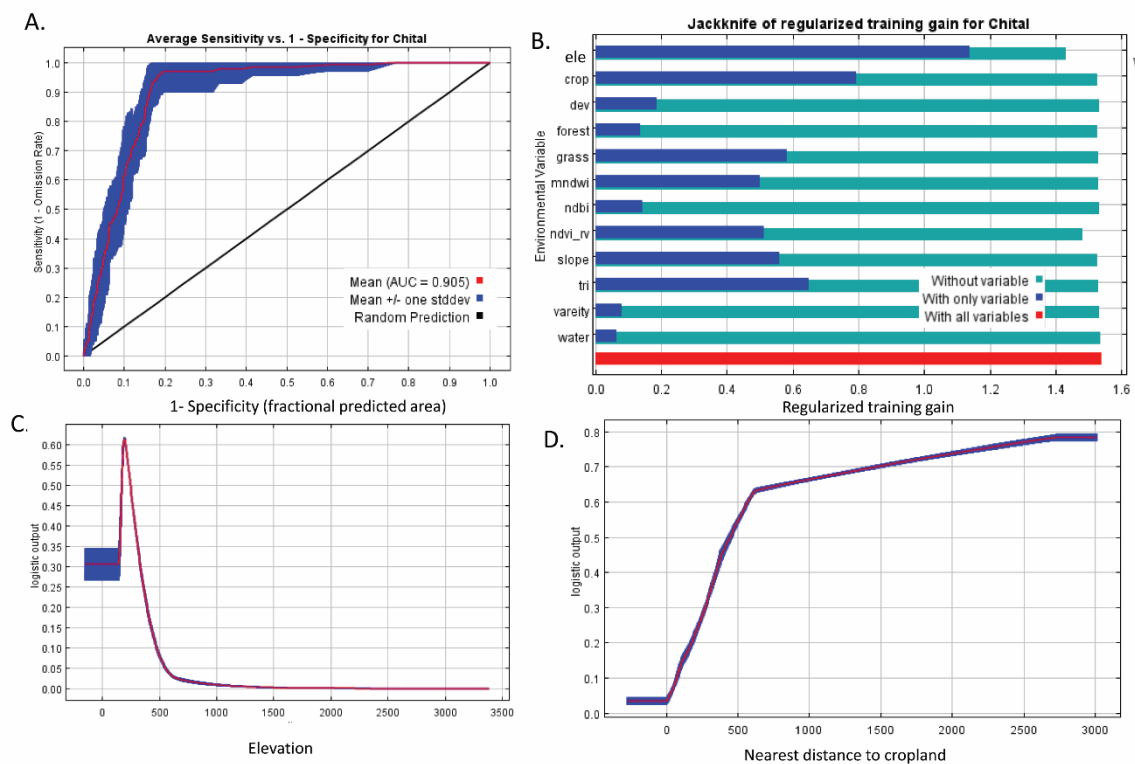 A.
Average Sensitivity vs. 1 - Specificity for Chital
Sensitivity (1 - Omission Rate)
1.0
0.9
0.8
0.7
0.6
0.5
0.4
0.3
0.2
0.1
0.0
Mean (AUC = 0.905)
Mean +/- one stddev
Random Prediction
0.0 0.1 0.2 0.3 0.4 0.5 0.6 0.7 0.8 0.9 1.0
1- Specificity (fractional predicted area)
B.
Jackknife of regularized training gain for Chital
Environmental Variable
ele
crop
dev
forest
grass
mndwi
ndbi
ndvi_rv
slope
tri
vareity
water
Without variable
With only variable
With all variables
0.0 0.2 0.4 0.6 0.8 1.0 1.2 1.4 1.6
Regularized training gain
C.
logistic output
0.60
0.55
0.50
0.45
0.40
0.35
0.30
0.25
0.20
0.15
0.10
0.05
0.00
0 500 1000 1500 2000 2500 3000 3500
Elevation
D.
logistic output
0.8
0.7
0.6
0.5
0.4
0.3
0.2
0.1
0.0
0 500 1000 1500 2000 2500 3000
Nearest distance to cropland